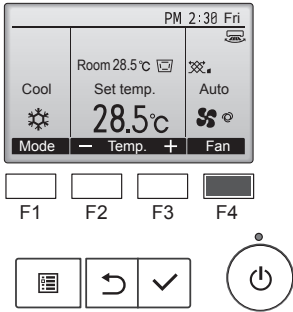 PM 2:30 Fri
Room 28.5℃
Cool Set temp. Auto
28.5℃
Mode − Temp. + Fan
F1 F2 F3 F4